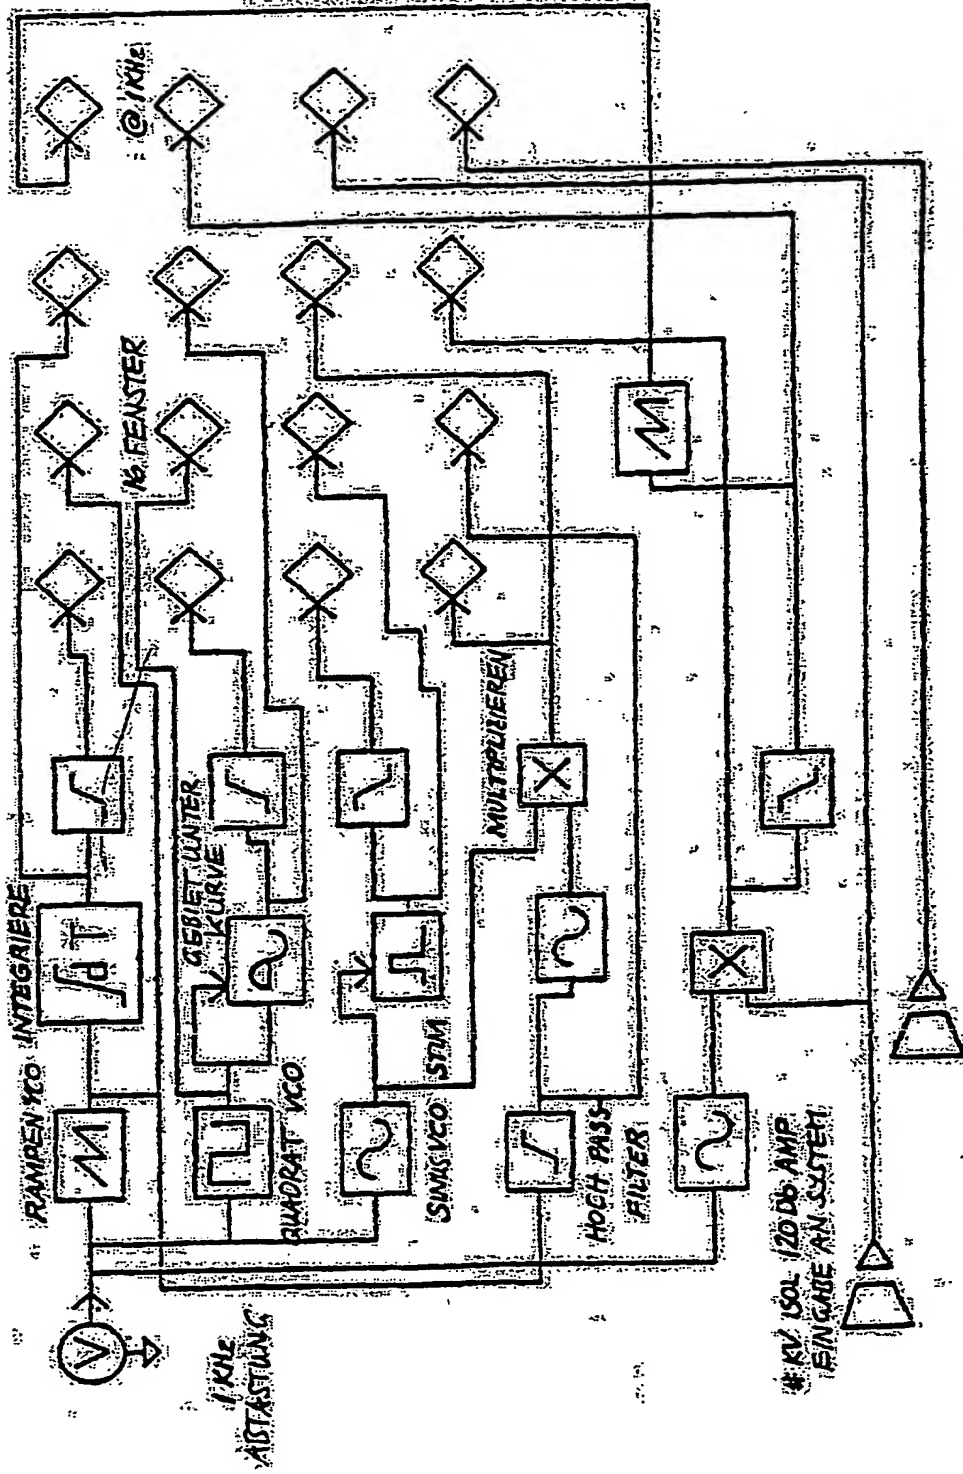 RAMPEN VCO
INTEGRIERE
16 FENSTER
@ 1KHz
QUADRAT VCO
GEBIET UNTER
KURVE
SINUS VCO
STIM
MULTIPLIZIEREN
1 KHz
ABTASTUNG
HOCH PASS
FILTER
KV ISOL 120 Db AMP
EINGABE AN SYSTEM
V
∫dT